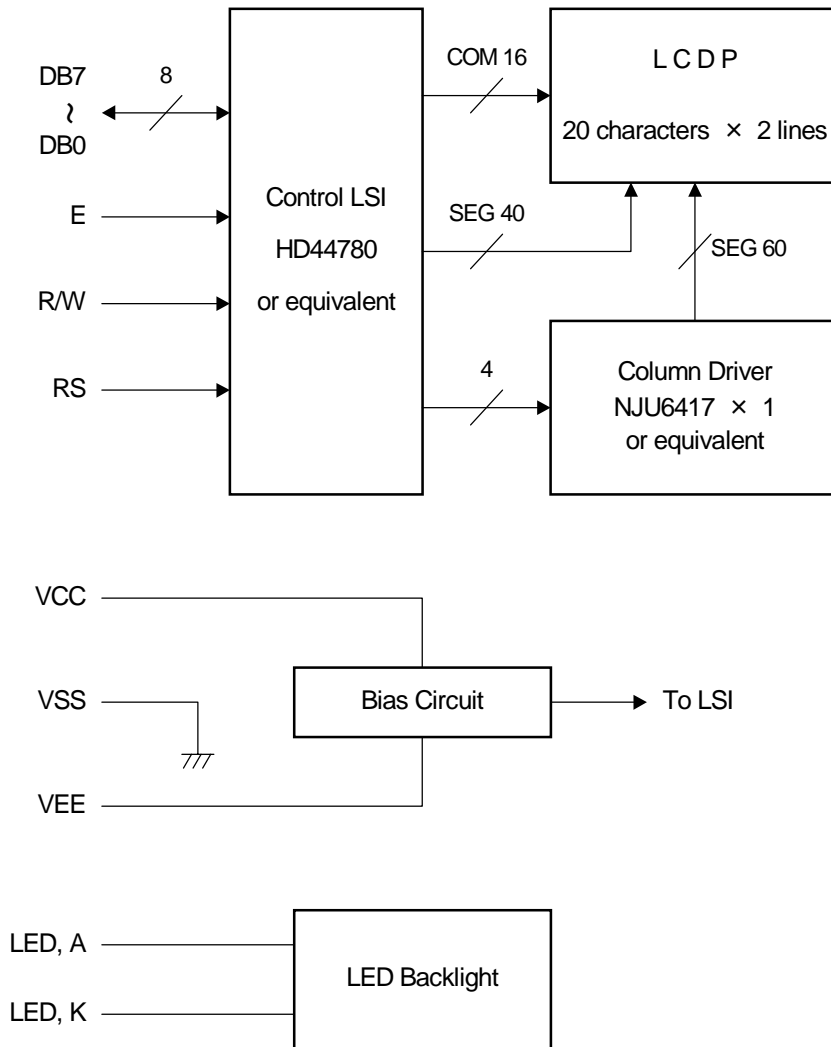 DB7
~
DB0
8
E
R/W
RS
Control LSI
HD44780
or equivalent
COM 16
SEG 40
4
L C D P
20 characters × 2 lines
SEG 60
Column Driver
NJU6417 × 1
or equivalent
VCC
VSS
VEE
Bias Circuit
To LSI
LED, A
LED, K
LED Backlight